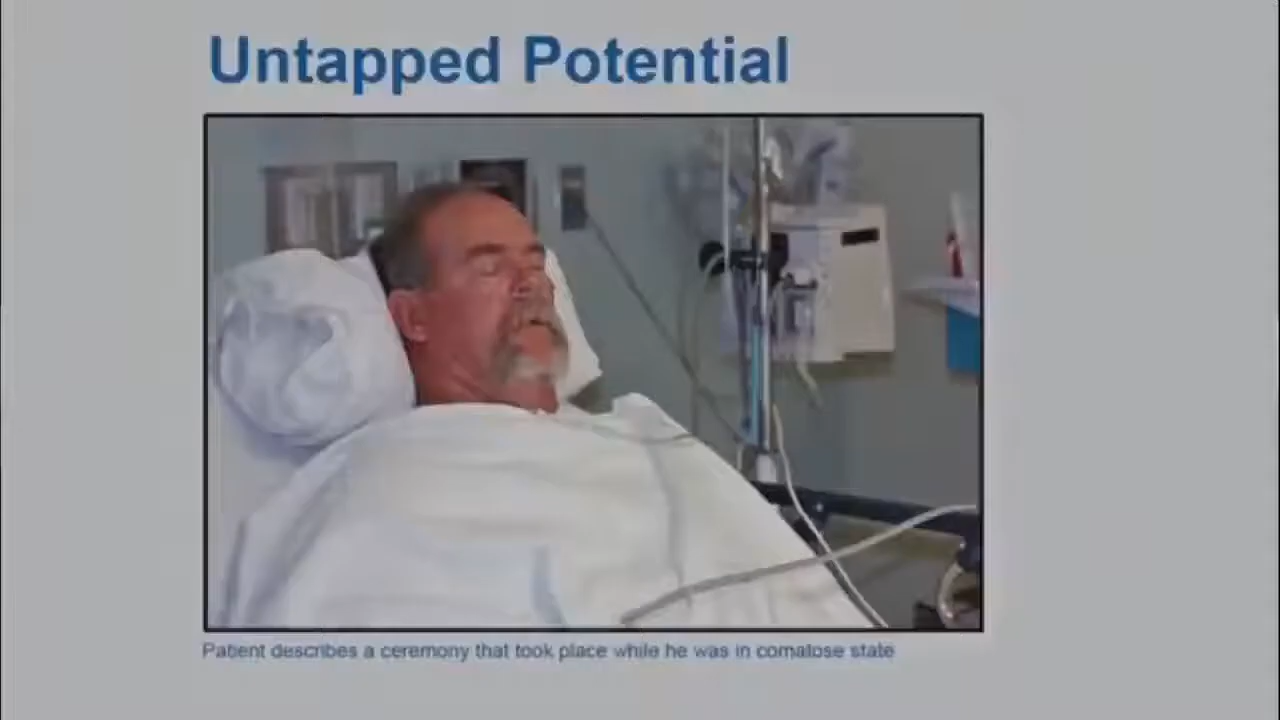 Untapped Potential
Patient describes a ceremony that took place while he was in comatose state